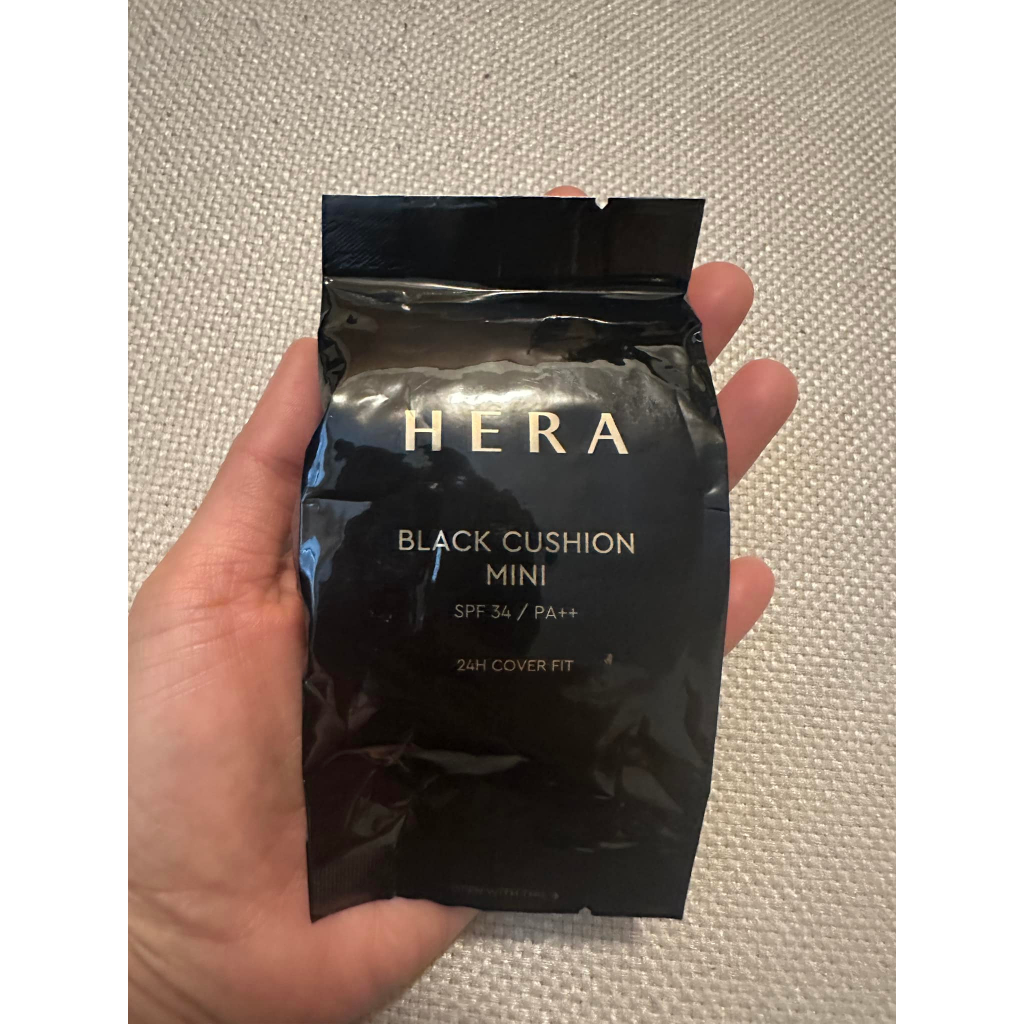 HERA
BLACK CUSHION
MINI
SPF 34 / PA++
24H COVER FIT